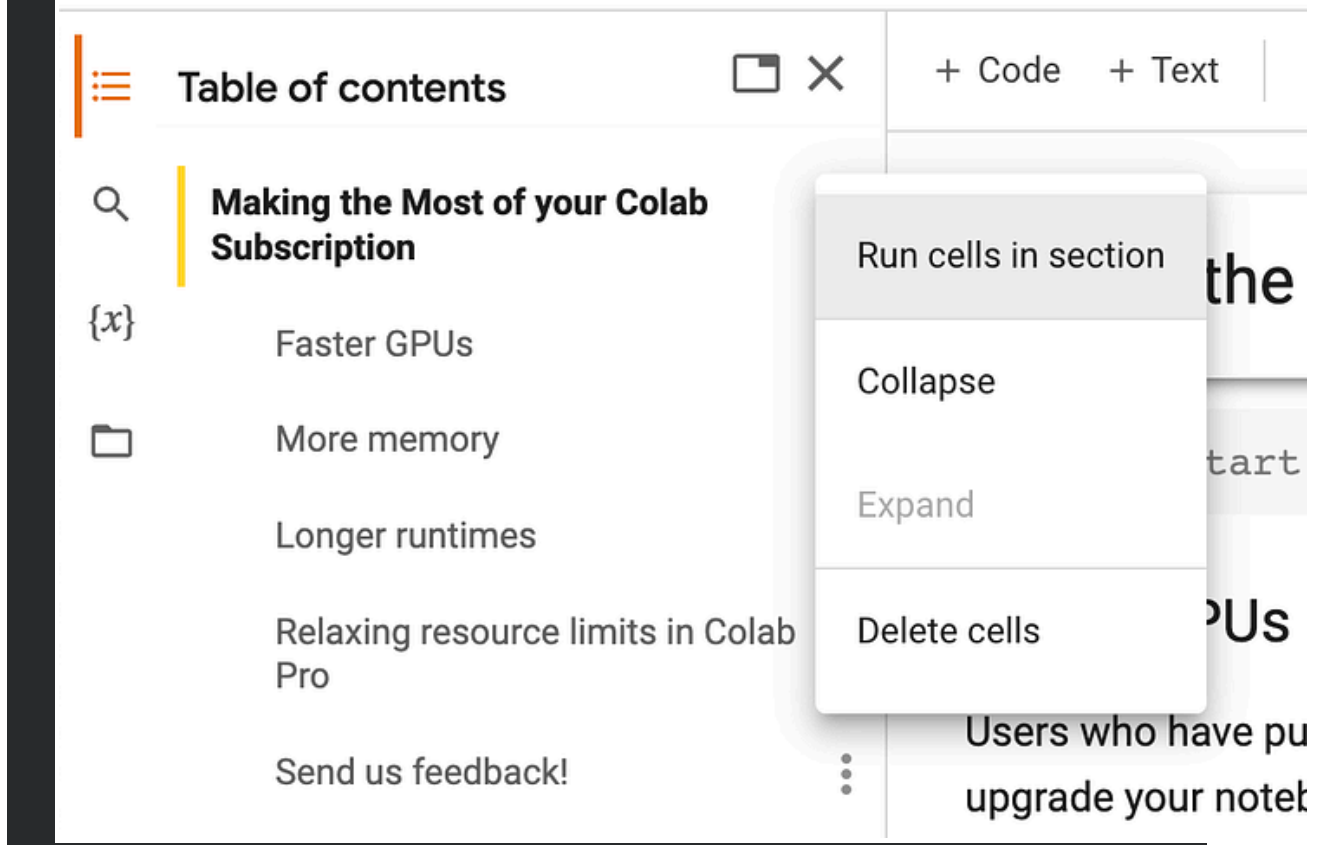 Table of contents
+ Code + Text
Making the Most of your Colab
Subscription
Faster GPUs
More memory
Longer runtimes
Relaxing resource limits in Colab
Pro
Send us feedback!
{x}
Run cells in section
Collapse
Expand
Delete cells
the
tart
PUs
Users who have pu
upgrade your noteb